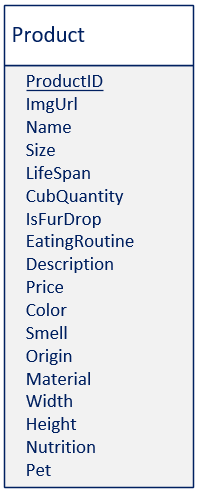 Product
ProductID
ImgUrl
Name
Size
LifeSpan
CubQuantity
IsFurDrop
EatingRoutine
Description
Price
Color
Smell
Origin
Material
Width
Height
Nutrition
Pet